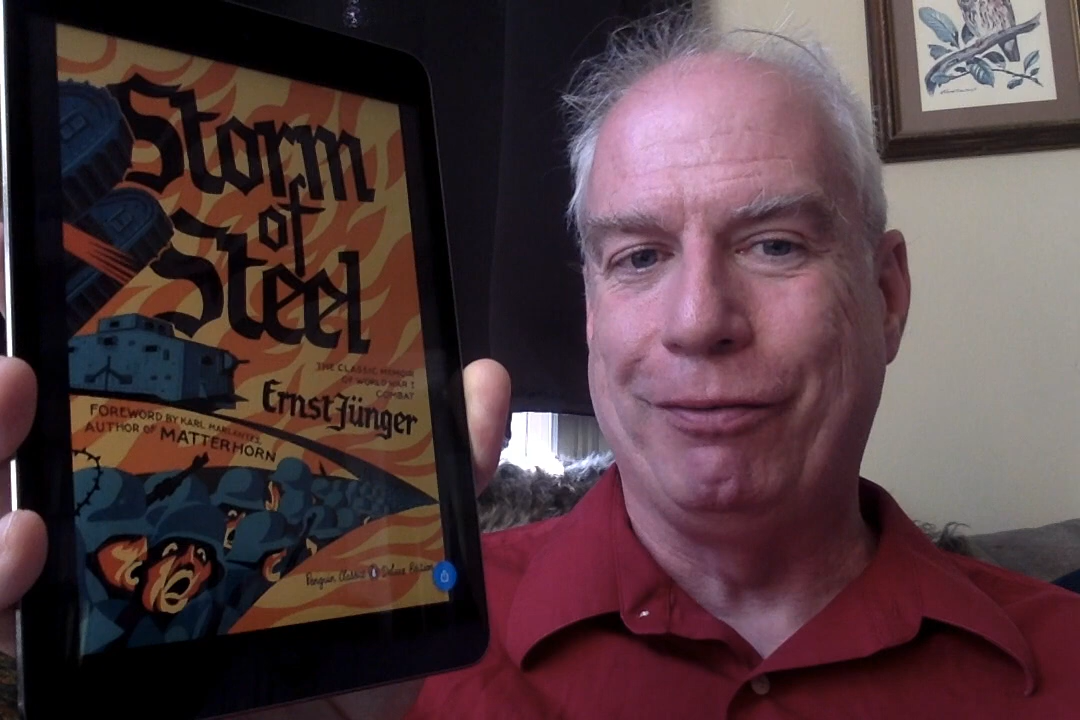 Storm
of
Steel
THE CLASSIC MEMOIR
OF WORLD WAR I
COMBAT
Ernst Jünger
FOREWORD BY KARL MARLANTES,
AUTHOR OF MATTERHORN
Penguin Classics Deluxe Edition